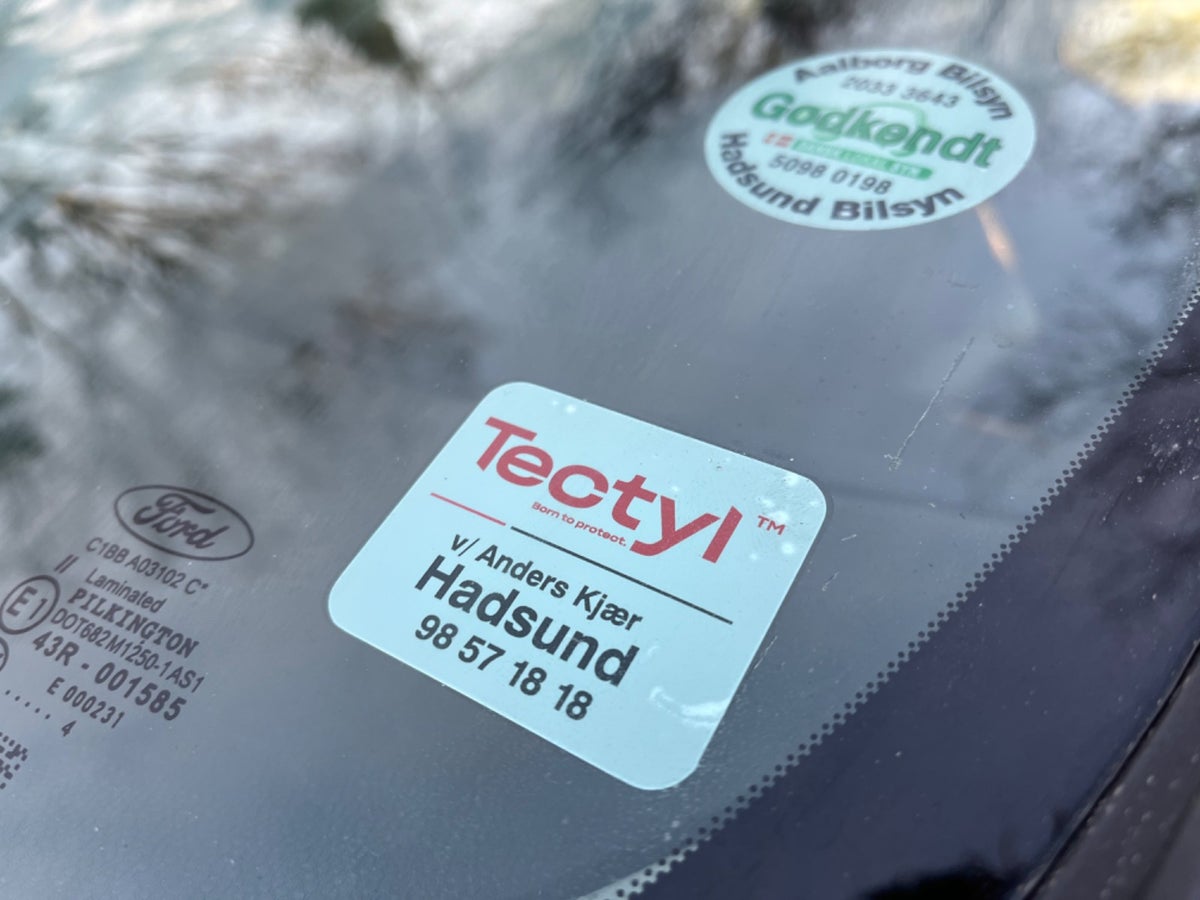 Aalborg Bilsyn
2033 3643
Godkendt
5098 0198
Hadsund Bilsyn
Tectyl™
Born to protect.
v/ Anders Kjær
Hadsund
98 57 18 18
Ford
C1BB A03102 C*
// Laminated
PILKINGTON
E1
DOT682M1250-1AS1
43R - 001585
E 000231
..... 4